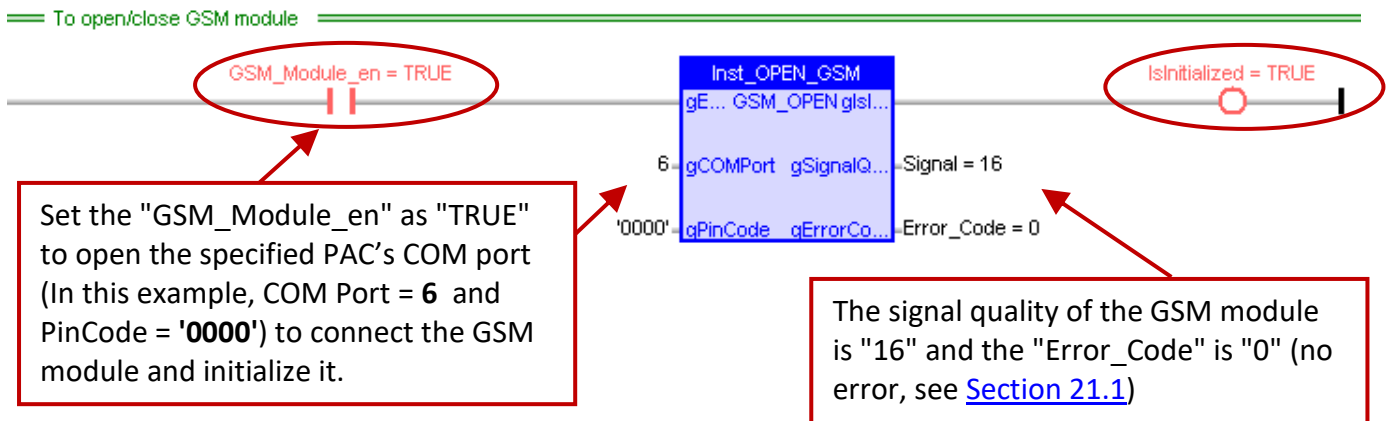 To open/close GSM module
GSM_Module_en = TRUE
Inst_OPEN_GSM
IsInitialized = TRUE
gE... GSM_OPEN gIsI...
6 gCOMPort gSignalQ... Signal = 16
'0000' gPinCode gErrorCo... Error_Code = 0
Set the "GSM_Module_en" as "TRUE"
to open the specified PAC’s COM port
(In this example, COM Port = 6 and
PinCode = '0000') to connect the GSM
module and initialize it.
The signal quality of the GSM module
is "16" and the "Error_Code" is "0" (no
error, see Section 21.1)